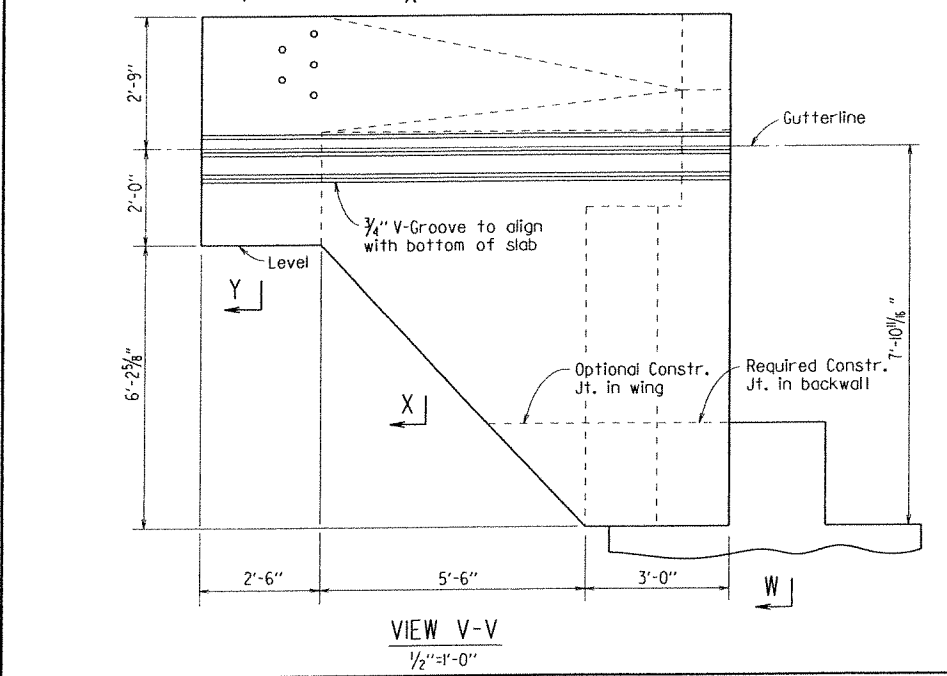 2'-9"
Gutterline
2'-0"
3/4" V-Groove to align
with bottom of slab
Level
Y
7'-10 11/16"
6'-2 5/8"
Optional Constr.
Jt. in wing
Required Constr.
Jt. in backwall
X
2'-6"
5'-6"
3'-0"
W
VIEW V-V
1/2"=1'-0"